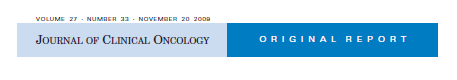 VOLUME 27 · NUMBER 33 · NOVEMBER 20 2009
JOURNAL OF CLINICAL ONCOLOGY
ORIGINAL REPORT